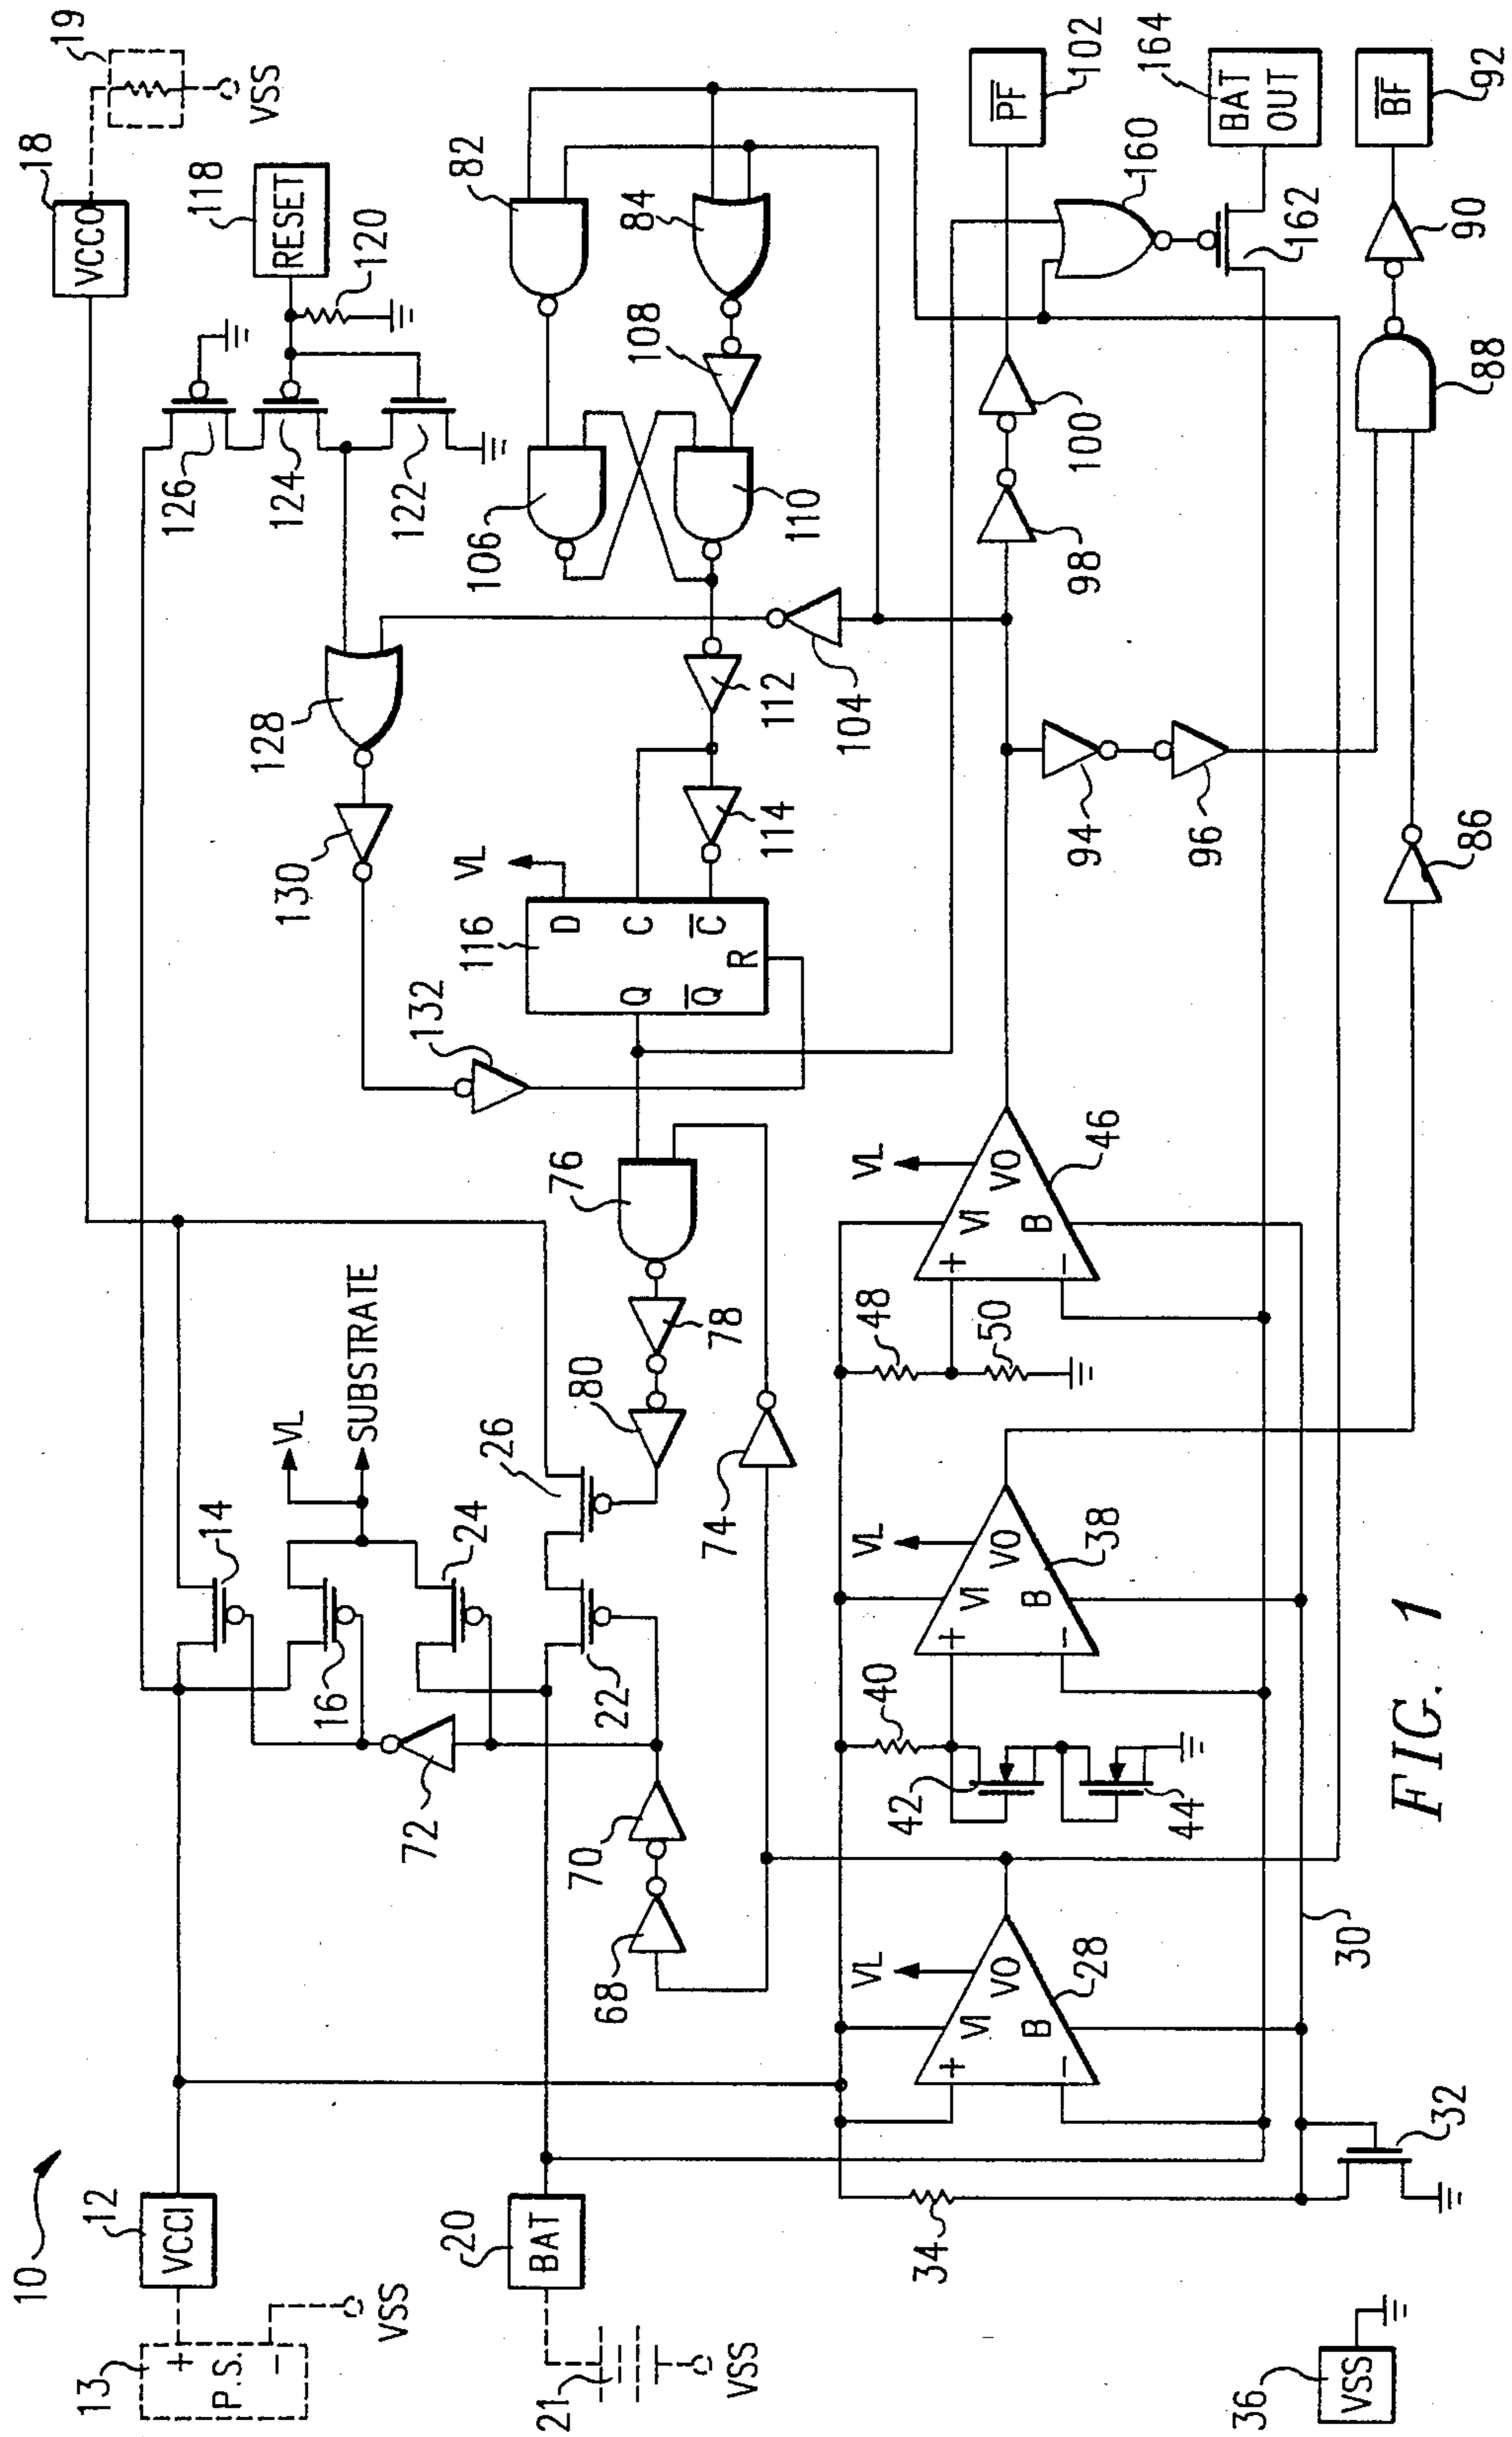 10
13
+
P.S.
−
VSS
12
VCCI
18
VCCO
19
VSS
118
RESET
120
126
124
122
14
VL
SUBSTRATE
16
24
72
22
26
20
BAT
21
VSS
128
130
132
116
D
C
C̅
Q
Q̅
R
VL
82
84
108
106
110
112
114
104
76
78
80
74
70
68
VL
+
VI
VO
B
−
28
40
42
44
VL
+
VI
VO
B
−
38
48
50
VL
+
VI
VO
B
−
46
34
30
32
36
VSS
94
96
98
100
P̅F̅
102
160
162
164
BAT
OUT
86
88
90
B̅F̅
92
FIG. 1